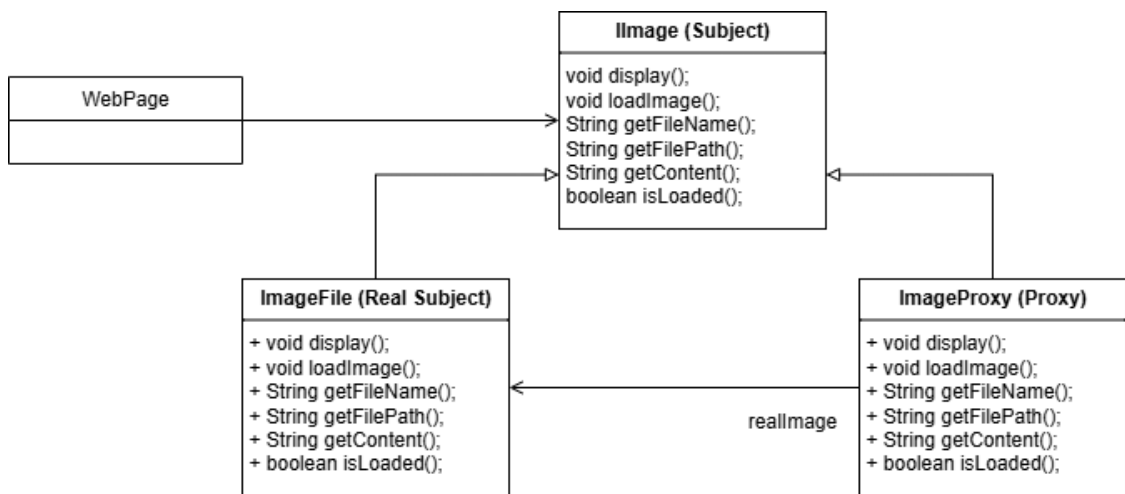 IImage (Subject)
void display();
void loadImage();
String getFileName();
String getFilePath();
String getContent();
boolean isLoaded();
WebPage
ImageFile (Real Subject)
+ void display();
+ void loadImage();
+ String getFileName();
+ String getFilePath();
+ String getContent();
+ boolean isLoaded();
realImage
ImageProxy (Proxy)
+ void display();
+ void loadImage();
+ String getFileName();
+ String getFilePath();
+ String getContent();
+ boolean isLoaded();